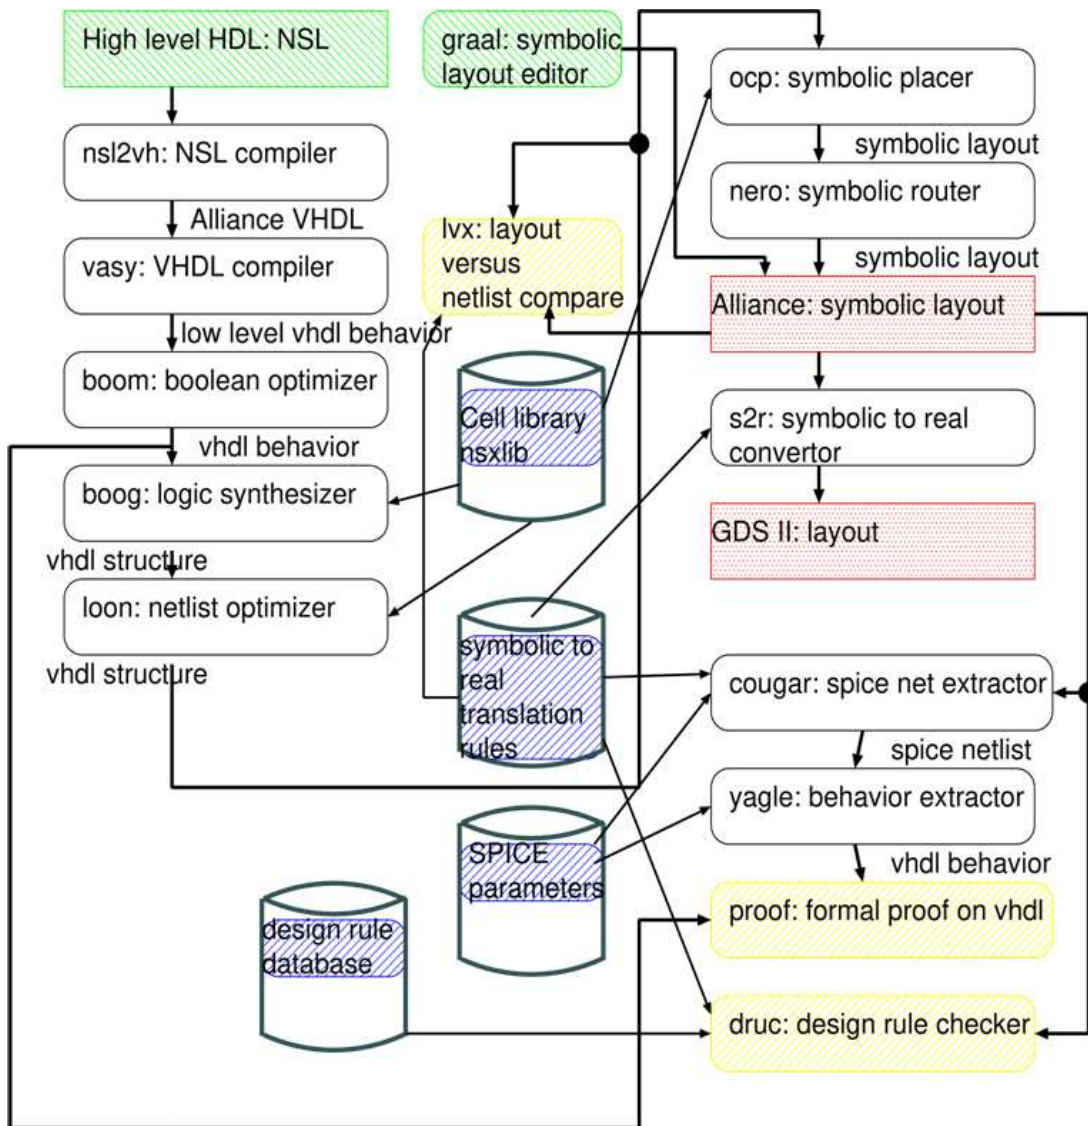 High level HDL: NSL
nsl2vh: NSL compiler
Alliance VHDL
vasy: VHDL compiler
low level vhdl behavior
boom: boolean optimizer
vhdl behavior
boog: logic synthesizer
vhdl structure
loon: netlist optimizer
vhdl structure
graal: symbolic
layout editor
lvx: layout
versus
netlist compare
Cell library
nsxlib
symbolic to
real
translation
rules
SPICE
parameters
design rule
database
ocp: symbolic placer
symbolic layout
nero: symbolic router
symbolic layout
Alliance: symbolic layout
s2r: symbolic to real
convertor
GDS II: layout
cougar: spice net extractor
spice netlist
yagle: behavior extractor
vhdl behavior
proof: formal proof on vhdl
druc: design rule checker